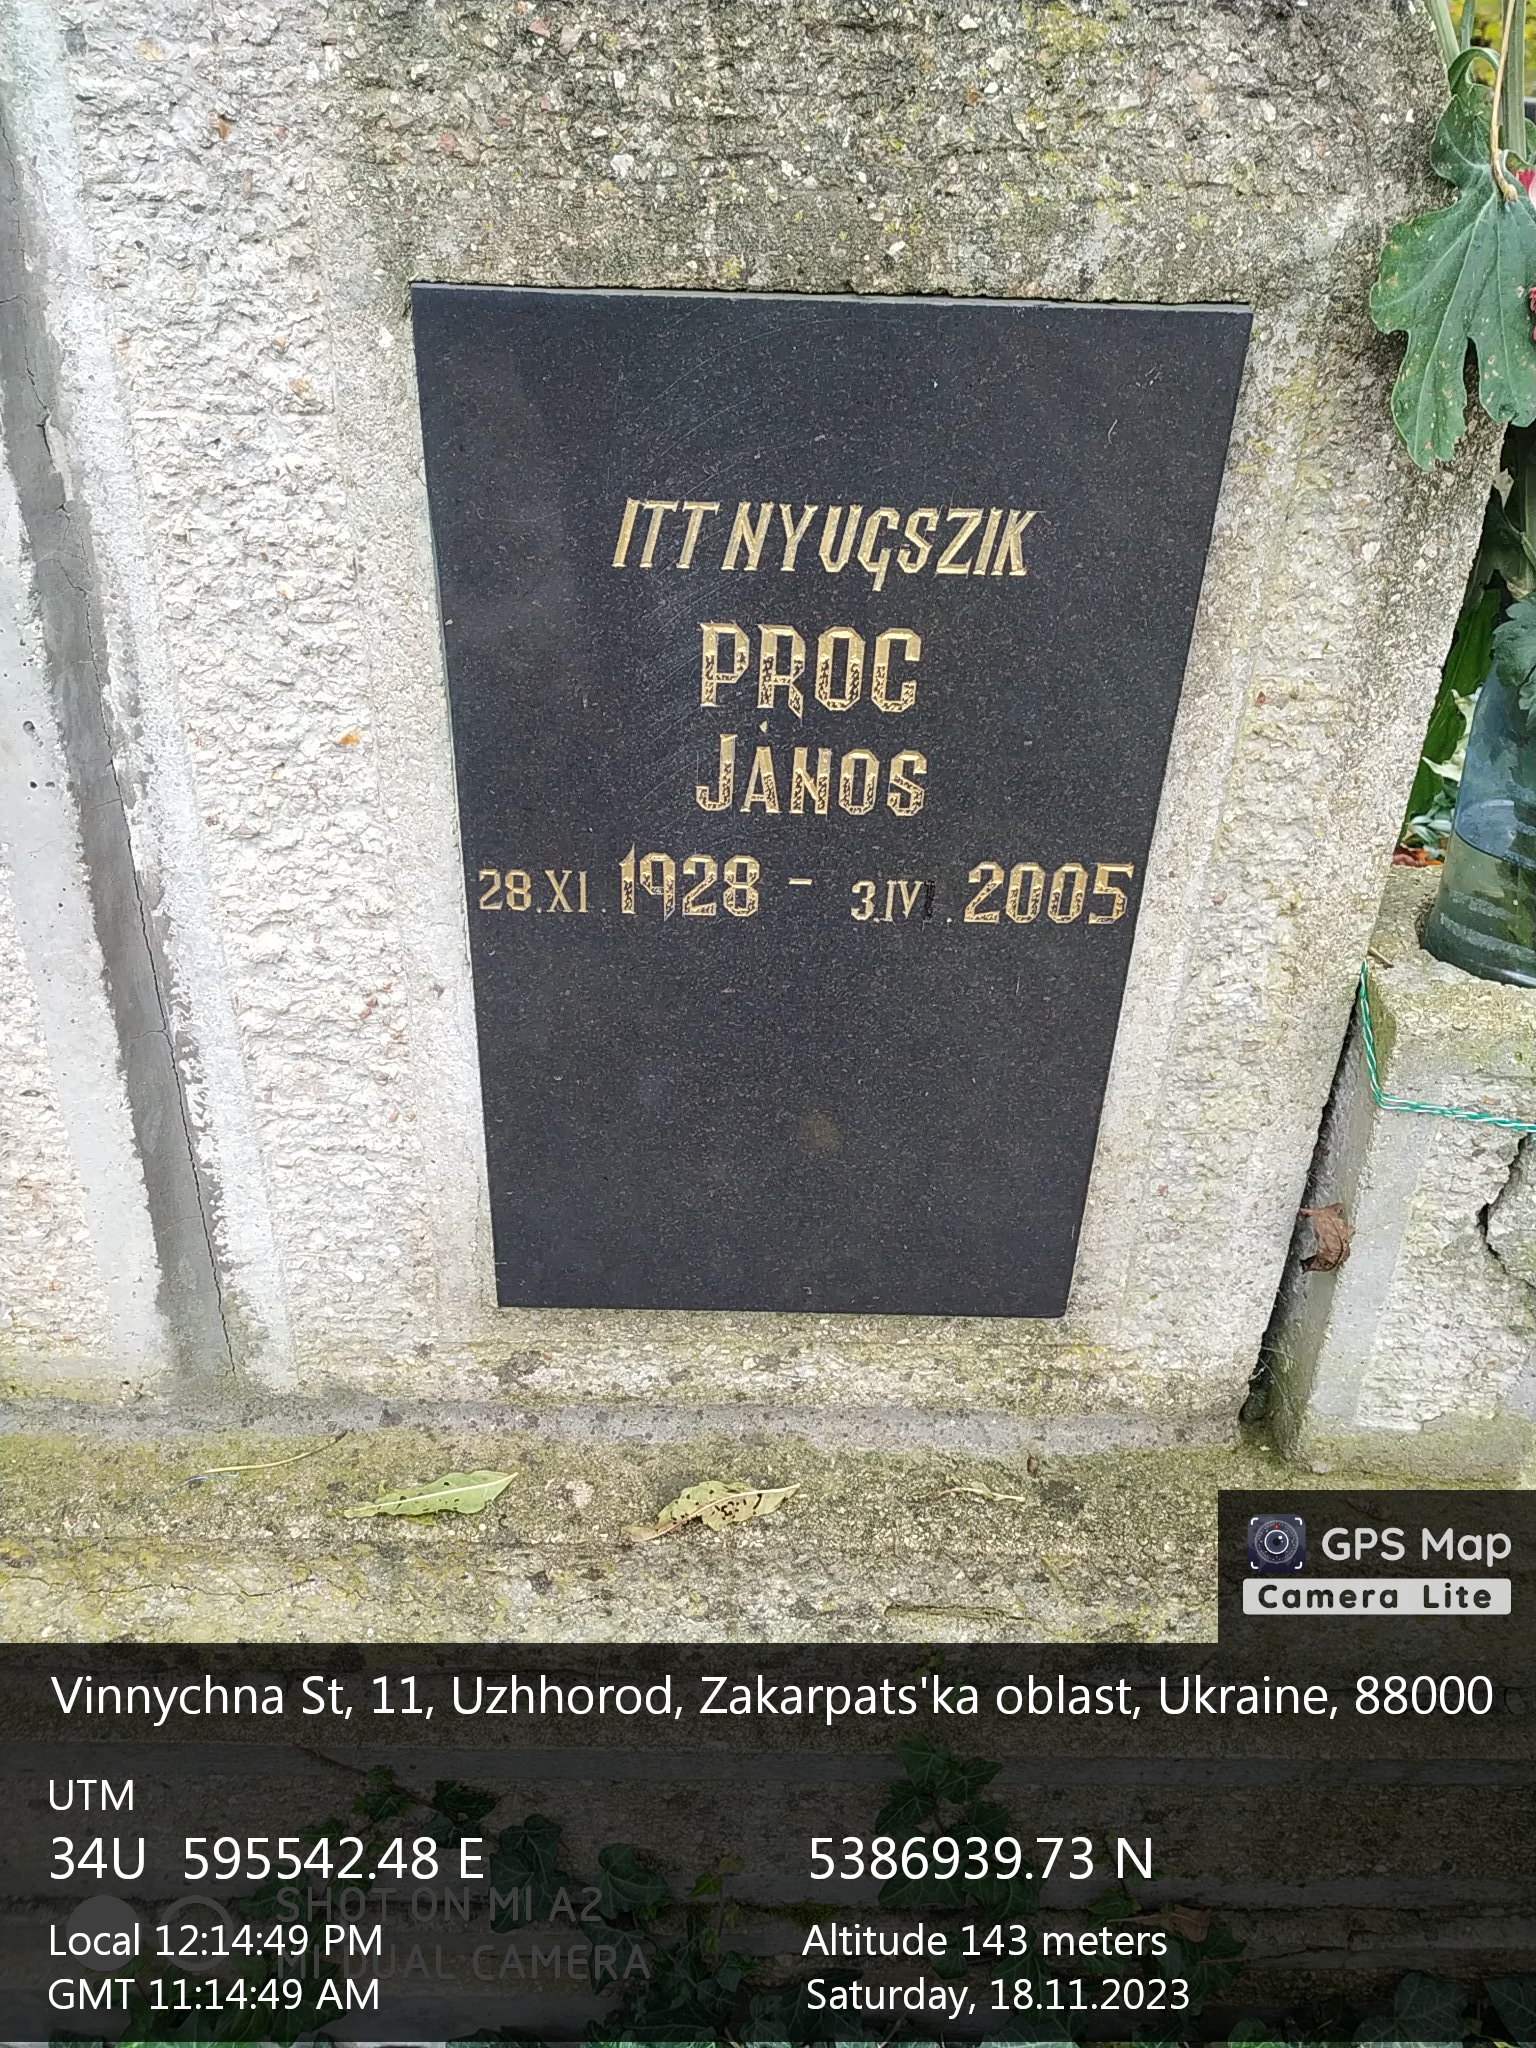 ITT NYUGSZIK
PROC
JÁNOS
28.XI.1928 - 3.IV.2005
GPS Map
Camera Lite
Vinnychna St, 11, Uzhhorod, Zakarpats'ka oblast, Ukraine, 88000
UTM
34U 595542.48 E 5386939.73 N
SHOT ON MI A2
MI DUAL CAMERA
Local 12:14:49 PM Altitude 143 meters
GMT 11:14:49 AM Saturday, 18.11.2023